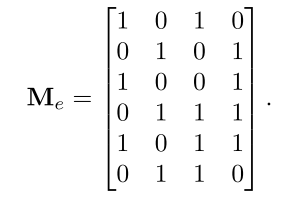 1 0 1 0
0 1 0 1
1 0 0 1
M_e = 0 1 1 1 .
1 0 1 1
0 1 1 0